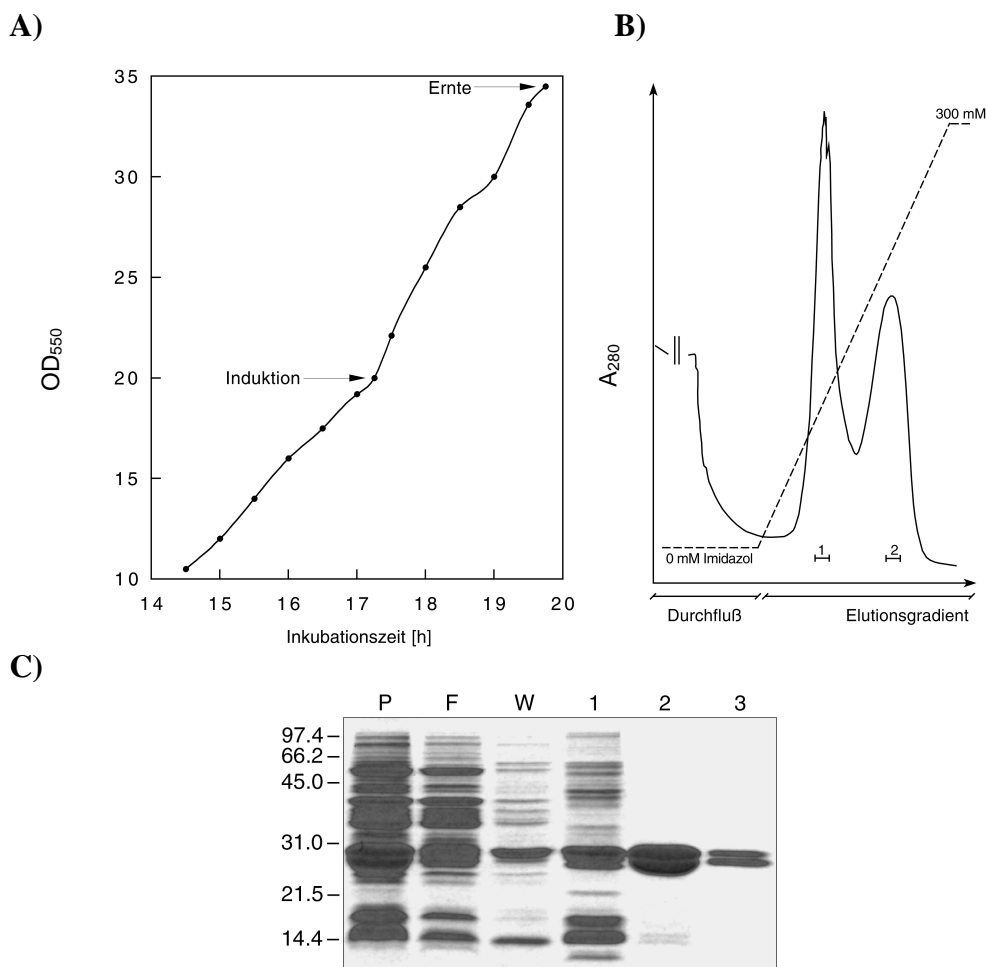 A)
B)
35
30
25
20
15
10
OD550
Ernte
Induktion
14 15 16 17 18 19 20
Inkubationszeit [h]
A280
300 mM
0 mM Imidazol
1
2
Durchfluß
Elutionsgradient
C)
P F W 1 2 3
97.4
66.2
45.0
31.0
21.5
14.4